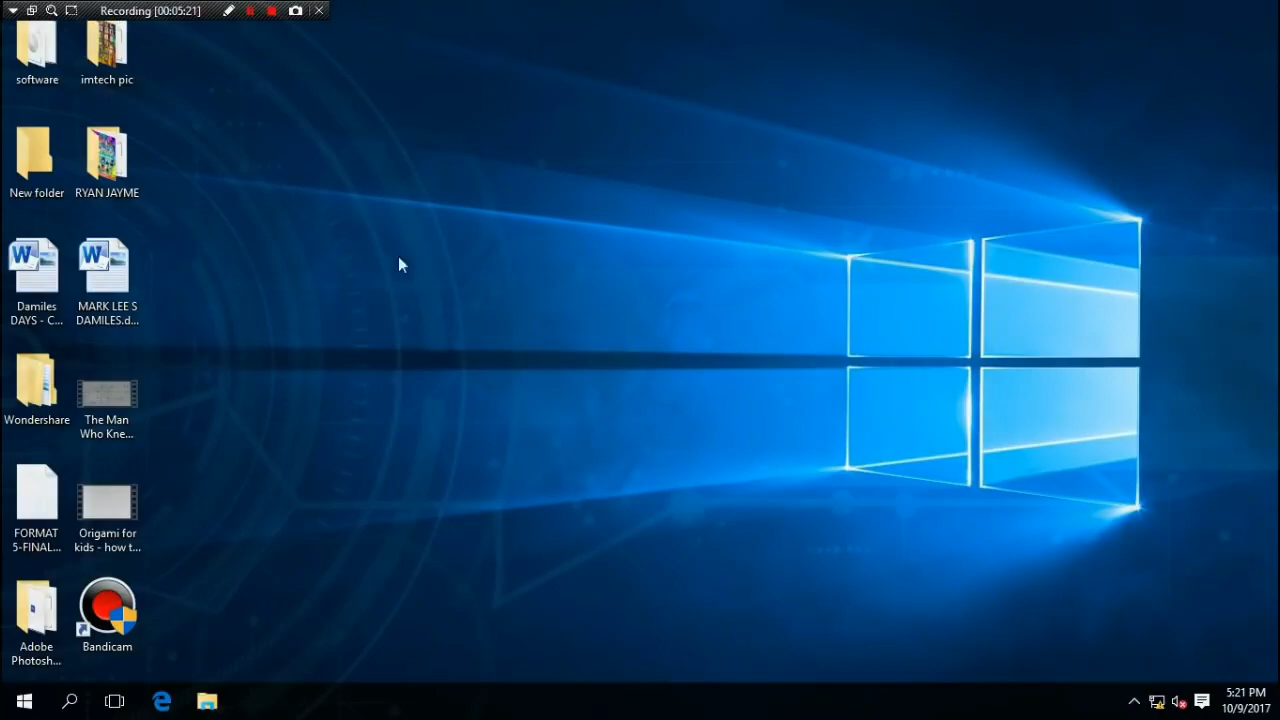 Recording [00:05:21]
software
imtech pic
New folder
RYAN JAYME
Damiles
DAYS - C...
MARK LEE S
DAMILES.d...
Wondershare
The Man
Who Kne...
FORMAT
5-FINAL...
Origami for
kids - how t...
Adobe
Photosh...
Bandicam
5:21 PM
10/9/2017